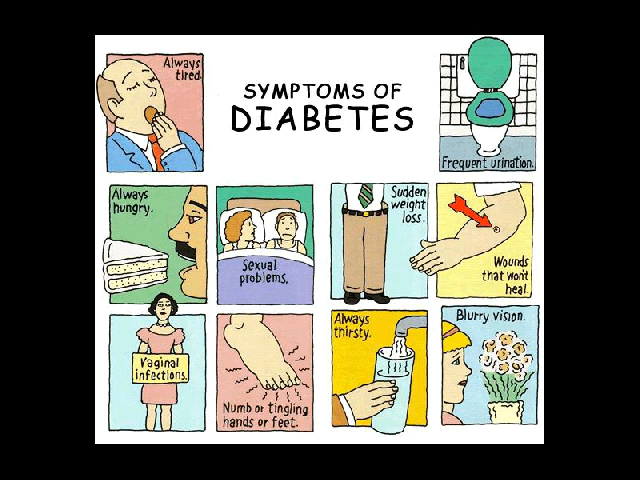 Always
tired.
SYMPTOMS OF
DIABETES
Frequent urination.
Always
hungry.
Sexual
problems.
Sudden
weight
loss.
Wounds
that won't
heal.
Vaginal
infections.
Numb or tingling
hands or feet.
Always
thirsty.
Blurry vision.